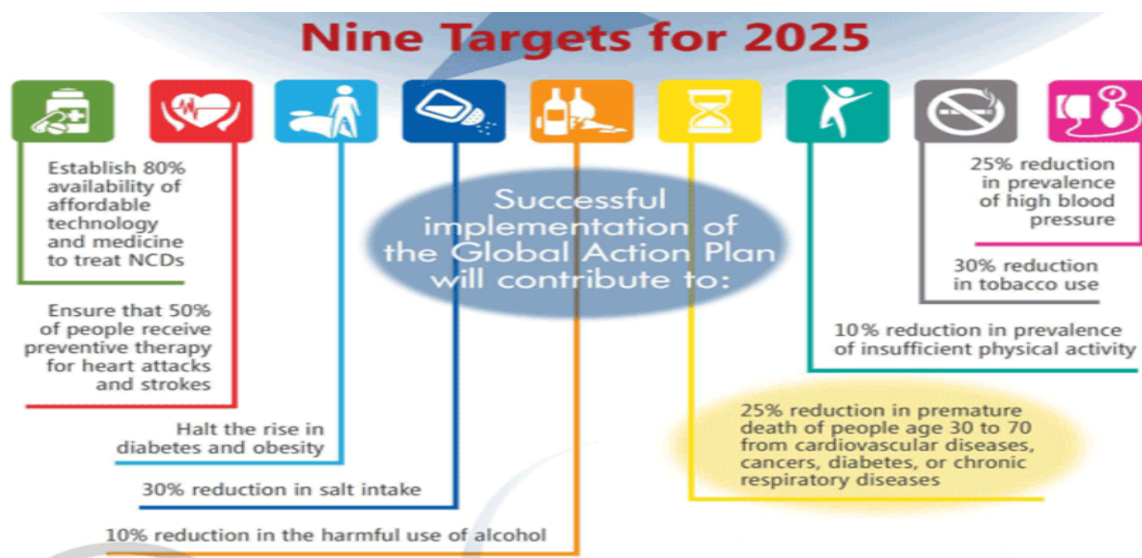 Nine Targets for 2025
Establish 80%
availability of
affordable
technology
and medicine
to treat NCDs
Ensure that 50%
of people receive
preventive therapy
for heart attacks
and strokes
Halt the rise in
diabetes and obesity
30% reduction in salt intake
10% reduction in the harmful use of alcohol
Successful
implementation of
the Global Action Plan
will contribute to:
25% reduction in premature
death of people age 30 to 70
from cardiovascular diseases,
cancers, diabetes, or chronic
respiratory diseases
10% reduction in prevalence
of insufficient physical activity
30% reduction
in tobacco use
25% reduction
in prevalence
of high blood
pressure